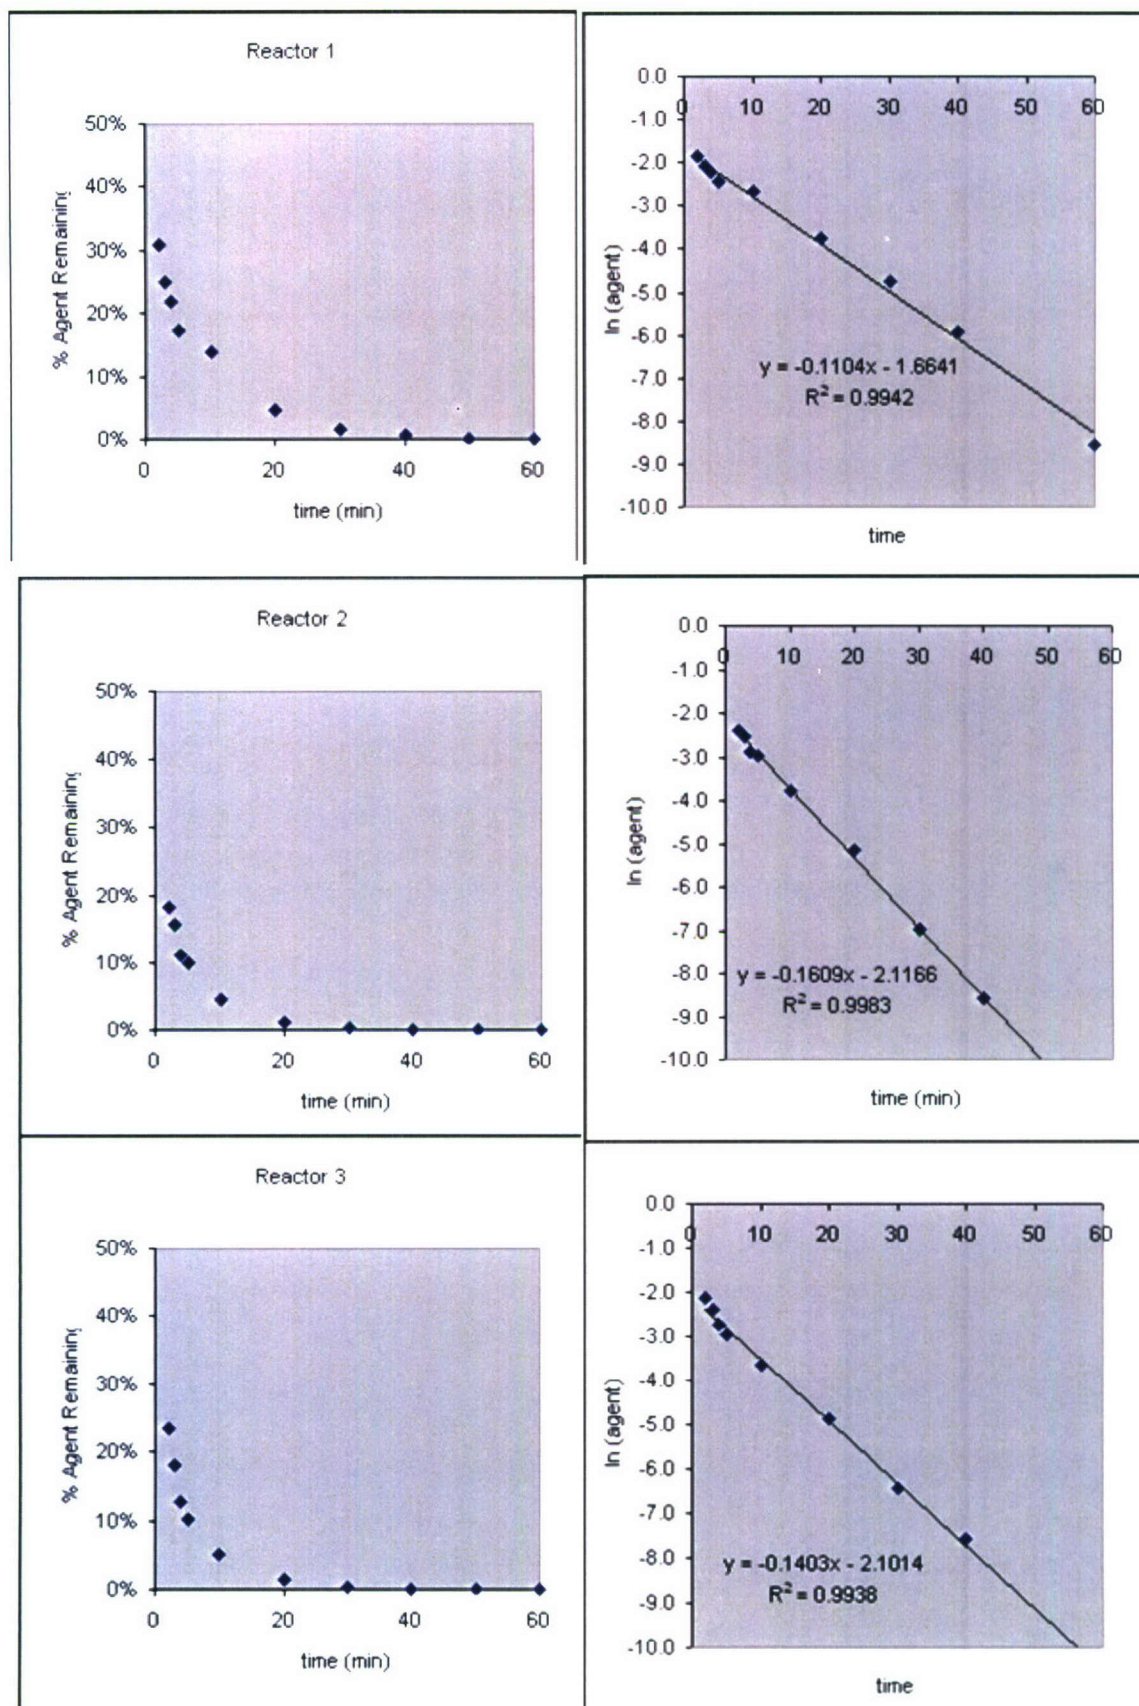 Reactor 1
50%
40%
30%
20%
10%
0%
0 20 40 60
% Agent Remaining
time (min)
0.0
-1.0
-2.0
-3.0
-4.0
-5.0
-6.0
-7.0
-8.0
-9.0
-10.0
0 10 20 30 40 60
ln (agent)
y = -0.1104x - 1.6641
R² = 0.9942
time
Reactor 2
50%
40%
30%
20%
10%
0%
0 20 40 60
% Agent Remaining
time (min)
0.0
-1.0
-2.0
-3.0
-4.0
-5.0
-6.0
-7.0
-8.0
-9.0
-10.0
0 10 20 30 40 50 60
ln (agent)
y = -0.1609x - 2.1166
R² = 0.9983
time (min)
Reactor 3
50%
40%
30%
20%
10%
0%
0 20 40 60
% Agent Remaining
time (min)
0.0
-1.0
-2.0
-3.0
-4.0
-5.0
-6.0
-7.0
-8.0
-9.0
-10.0
0 10 20 30 40 50 60
ln (agent)
y = -0.1403x - 2.1014
R² = 0.9938
time